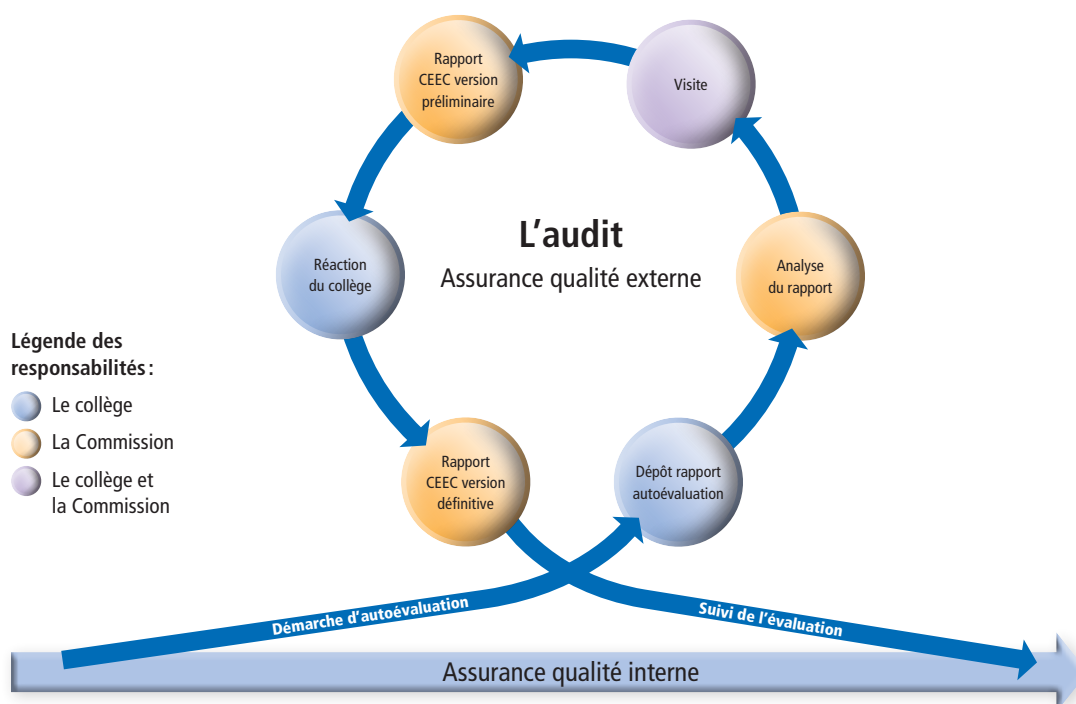 Rapport
CEEC version
préliminaire
Visite
L'audit
Assurance qualité externe
Réaction
du collège
Analyse
du rapport
Légende des
responsabilités :
Le collège
La Commission
Le collège et
la Commission
Rapport
CEEC version
définitive
Dépôt rapport
autoévaluation
Démarche d'autoévaluation
Suivi de l'évaluation
Assurance qualité interne